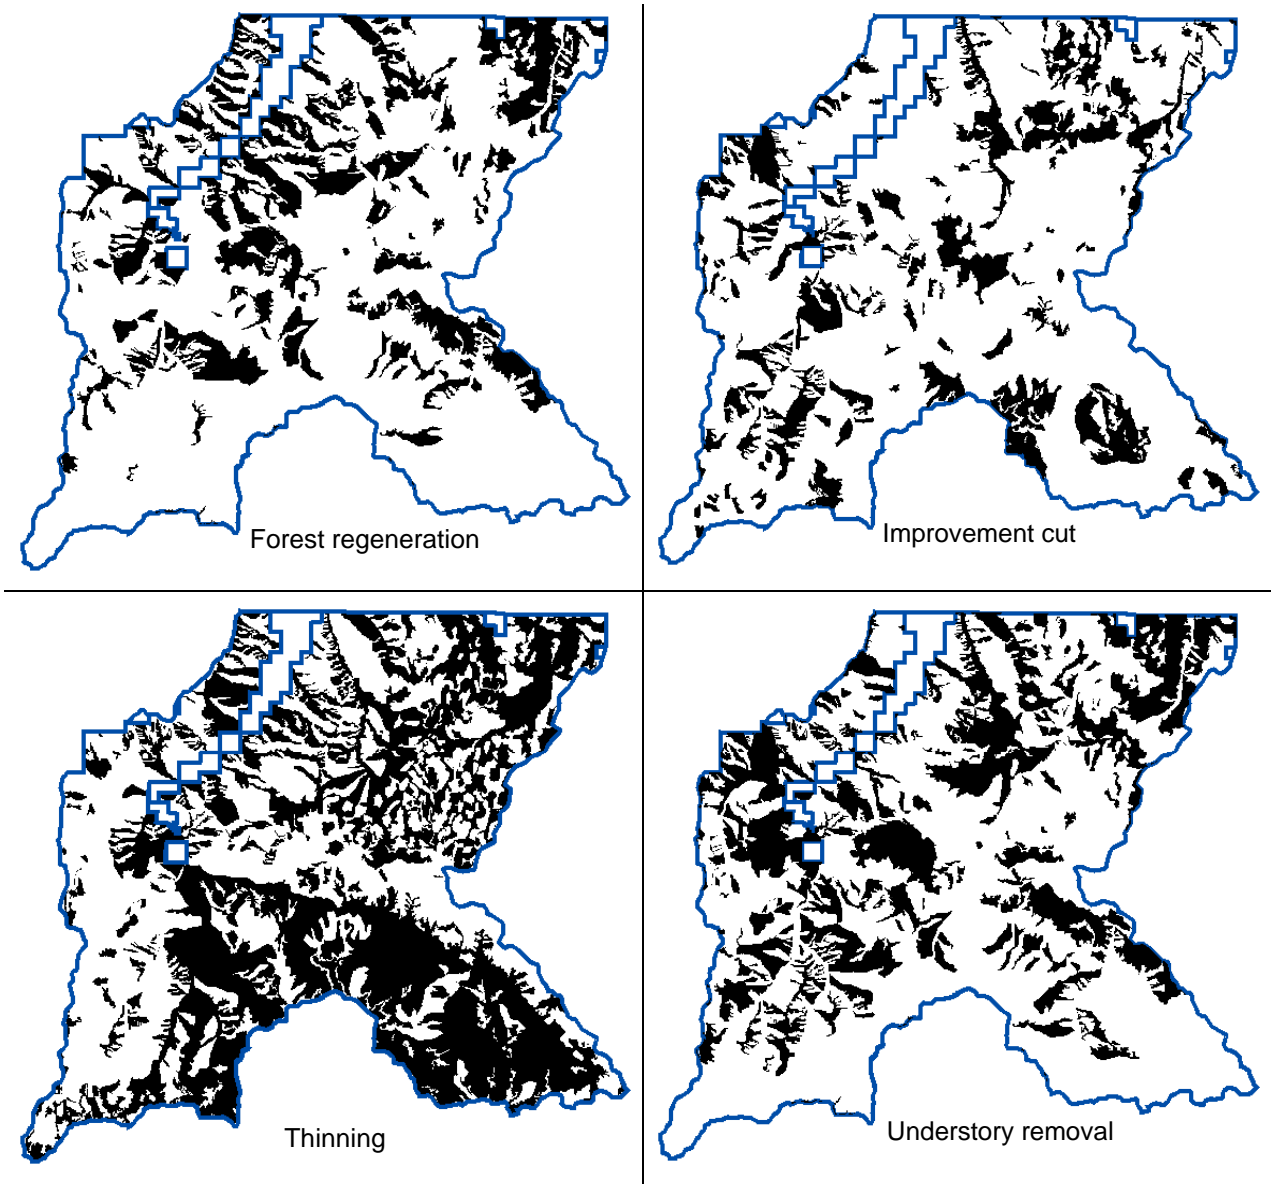 Forest regeneration
Improvement cut
Thinning
Understory removal